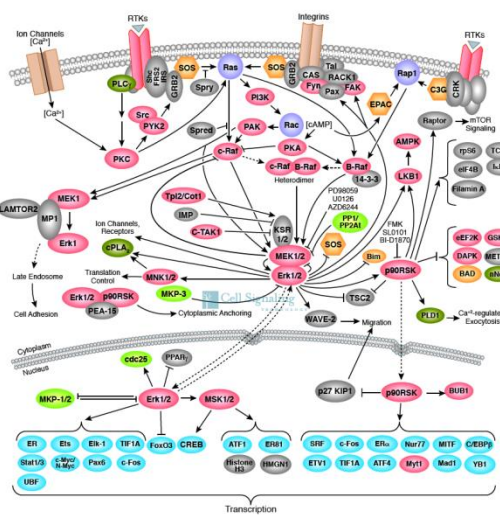 Ion Channels
[Ca²⁺]
RTKs
Integrins
RTKs
PLCγ
Shc
FRS2
IRS
GRB2
SOS
Ras
SOS
GRB2
Tal
CAS
RACK1
Fyn
FAK
Pax
Rap1
C3G
CRK
Spry
EPAC
Src
PYK2
PI3K
[Ca²⁺]
Spred
PAK
Rac
[cAMP]
Raptor
mTOR
Signaling
PKC
c-Raf
PKA
c-Raf
B-Raf
Heterodimer
B-Raf
14-3-3
AMPK
LKB1
rpS6
eIF4B
Filamin A
LAMTOR2
MEK1
MP1
Erk1
Tpl2/Cot1
IMP
C-TAK1
KSR
1/2
PD98059
U0126
AZD6244
PP1/
PP2A
SOS
FMK
SL0101
BI-D1870
Ion Channels,
Receptors
cPLA₂
MEK1/2
Erk1/2
Bim
p90RSK
eEF2K
DAPK
BAD
Late Endosome
Translation
Control
MNK1/2
MKP-3
Cell Signaling
TSC2
Cell Adhesion
Erk1/2
p90RSK
PEA-15
Cytoplasmic Anchoring
WAVE-2
Migration
PLD1
Exocytosis
Cytoplasm
Nucleus
cdc25
PPARγ
p27 KIP1
MKP-1/2
Erk1/2
MSK1/2
p90RSK
BUB1
ER
Ets
Elk-1
TIF1A
FoxO3
CREB
ATF1
ER81
SRF
c-Fos
ERα
Nur77
MITF
C/EBPβ
Stat1/3
c-Myc/
N-Myc
Pax6
c-Fos
Histone
H3
HMGN1
ETV1
TIF1A
ATF4
Myt1
Mad1
YB1
UBF
Transcription